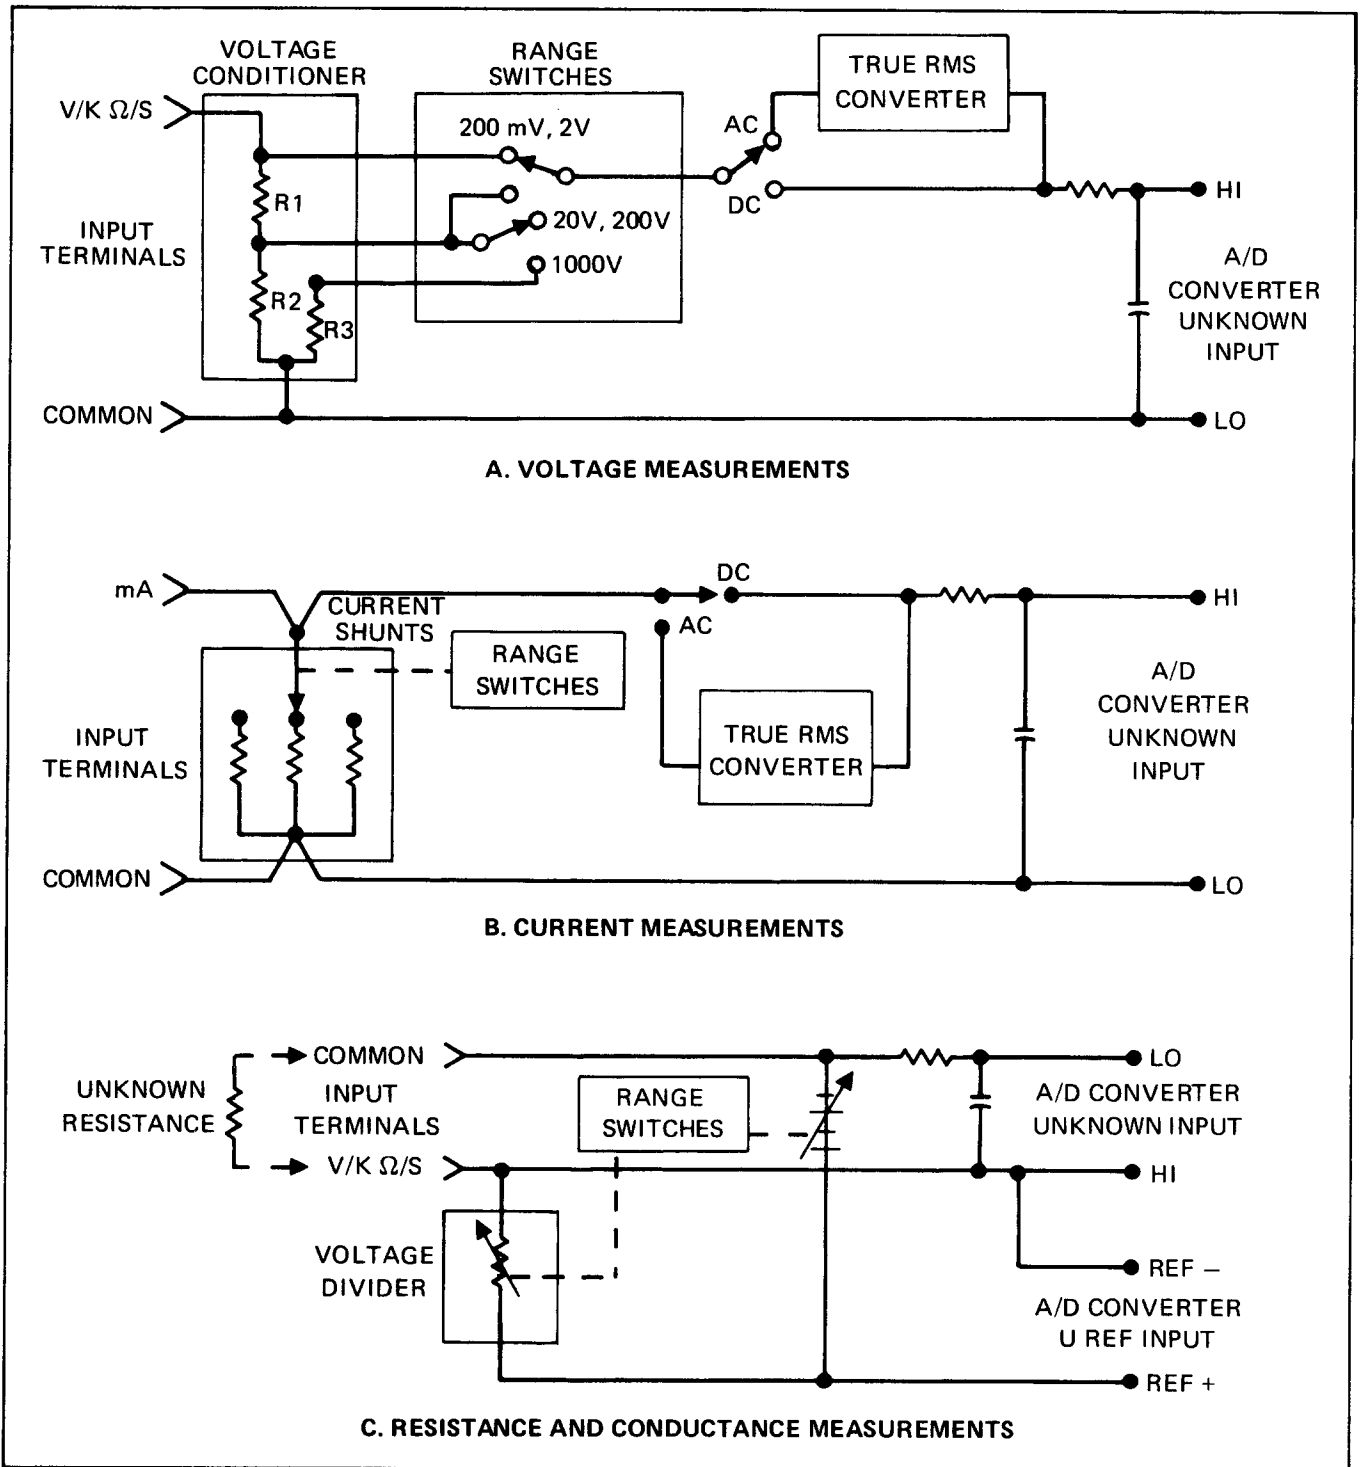 VOLTAGE
CONDITIONER
RANGE
SWITCHES
TRUE RMS
CONVERTER
V/K Ω/S
200 mV, 2V
AC
R1
DC
HI
INPUT
TERMINALS
20V, 200V
1000V
R2
R3
A/D
CONVERTER
UNKNOWN
INPUT
COMMON
LO
A. VOLTAGE MEASUREMENTS
mA
CURRENT
SHUNTS
DC
HI
AC
RANGE
SWITCHES
A/D
CONVERTER
UNKNOWN
INPUT
INPUT
TERMINALS
TRUE RMS
CONVERTER
COMMON
LO
B. CURRENT MEASUREMENTS
COMMON
LO
UNKNOWN
RESISTANCE
INPUT
TERMINALS
RANGE
SWITCHES
A/D CONVERTER
UNKNOWN INPUT
V/K Ω/S
HI
VOLTAGE
DIVIDER
REF –
A/D CONVERTER
U REF INPUT
REF +
C. RESISTANCE AND CONDUCTANCE MEASUREMENTS